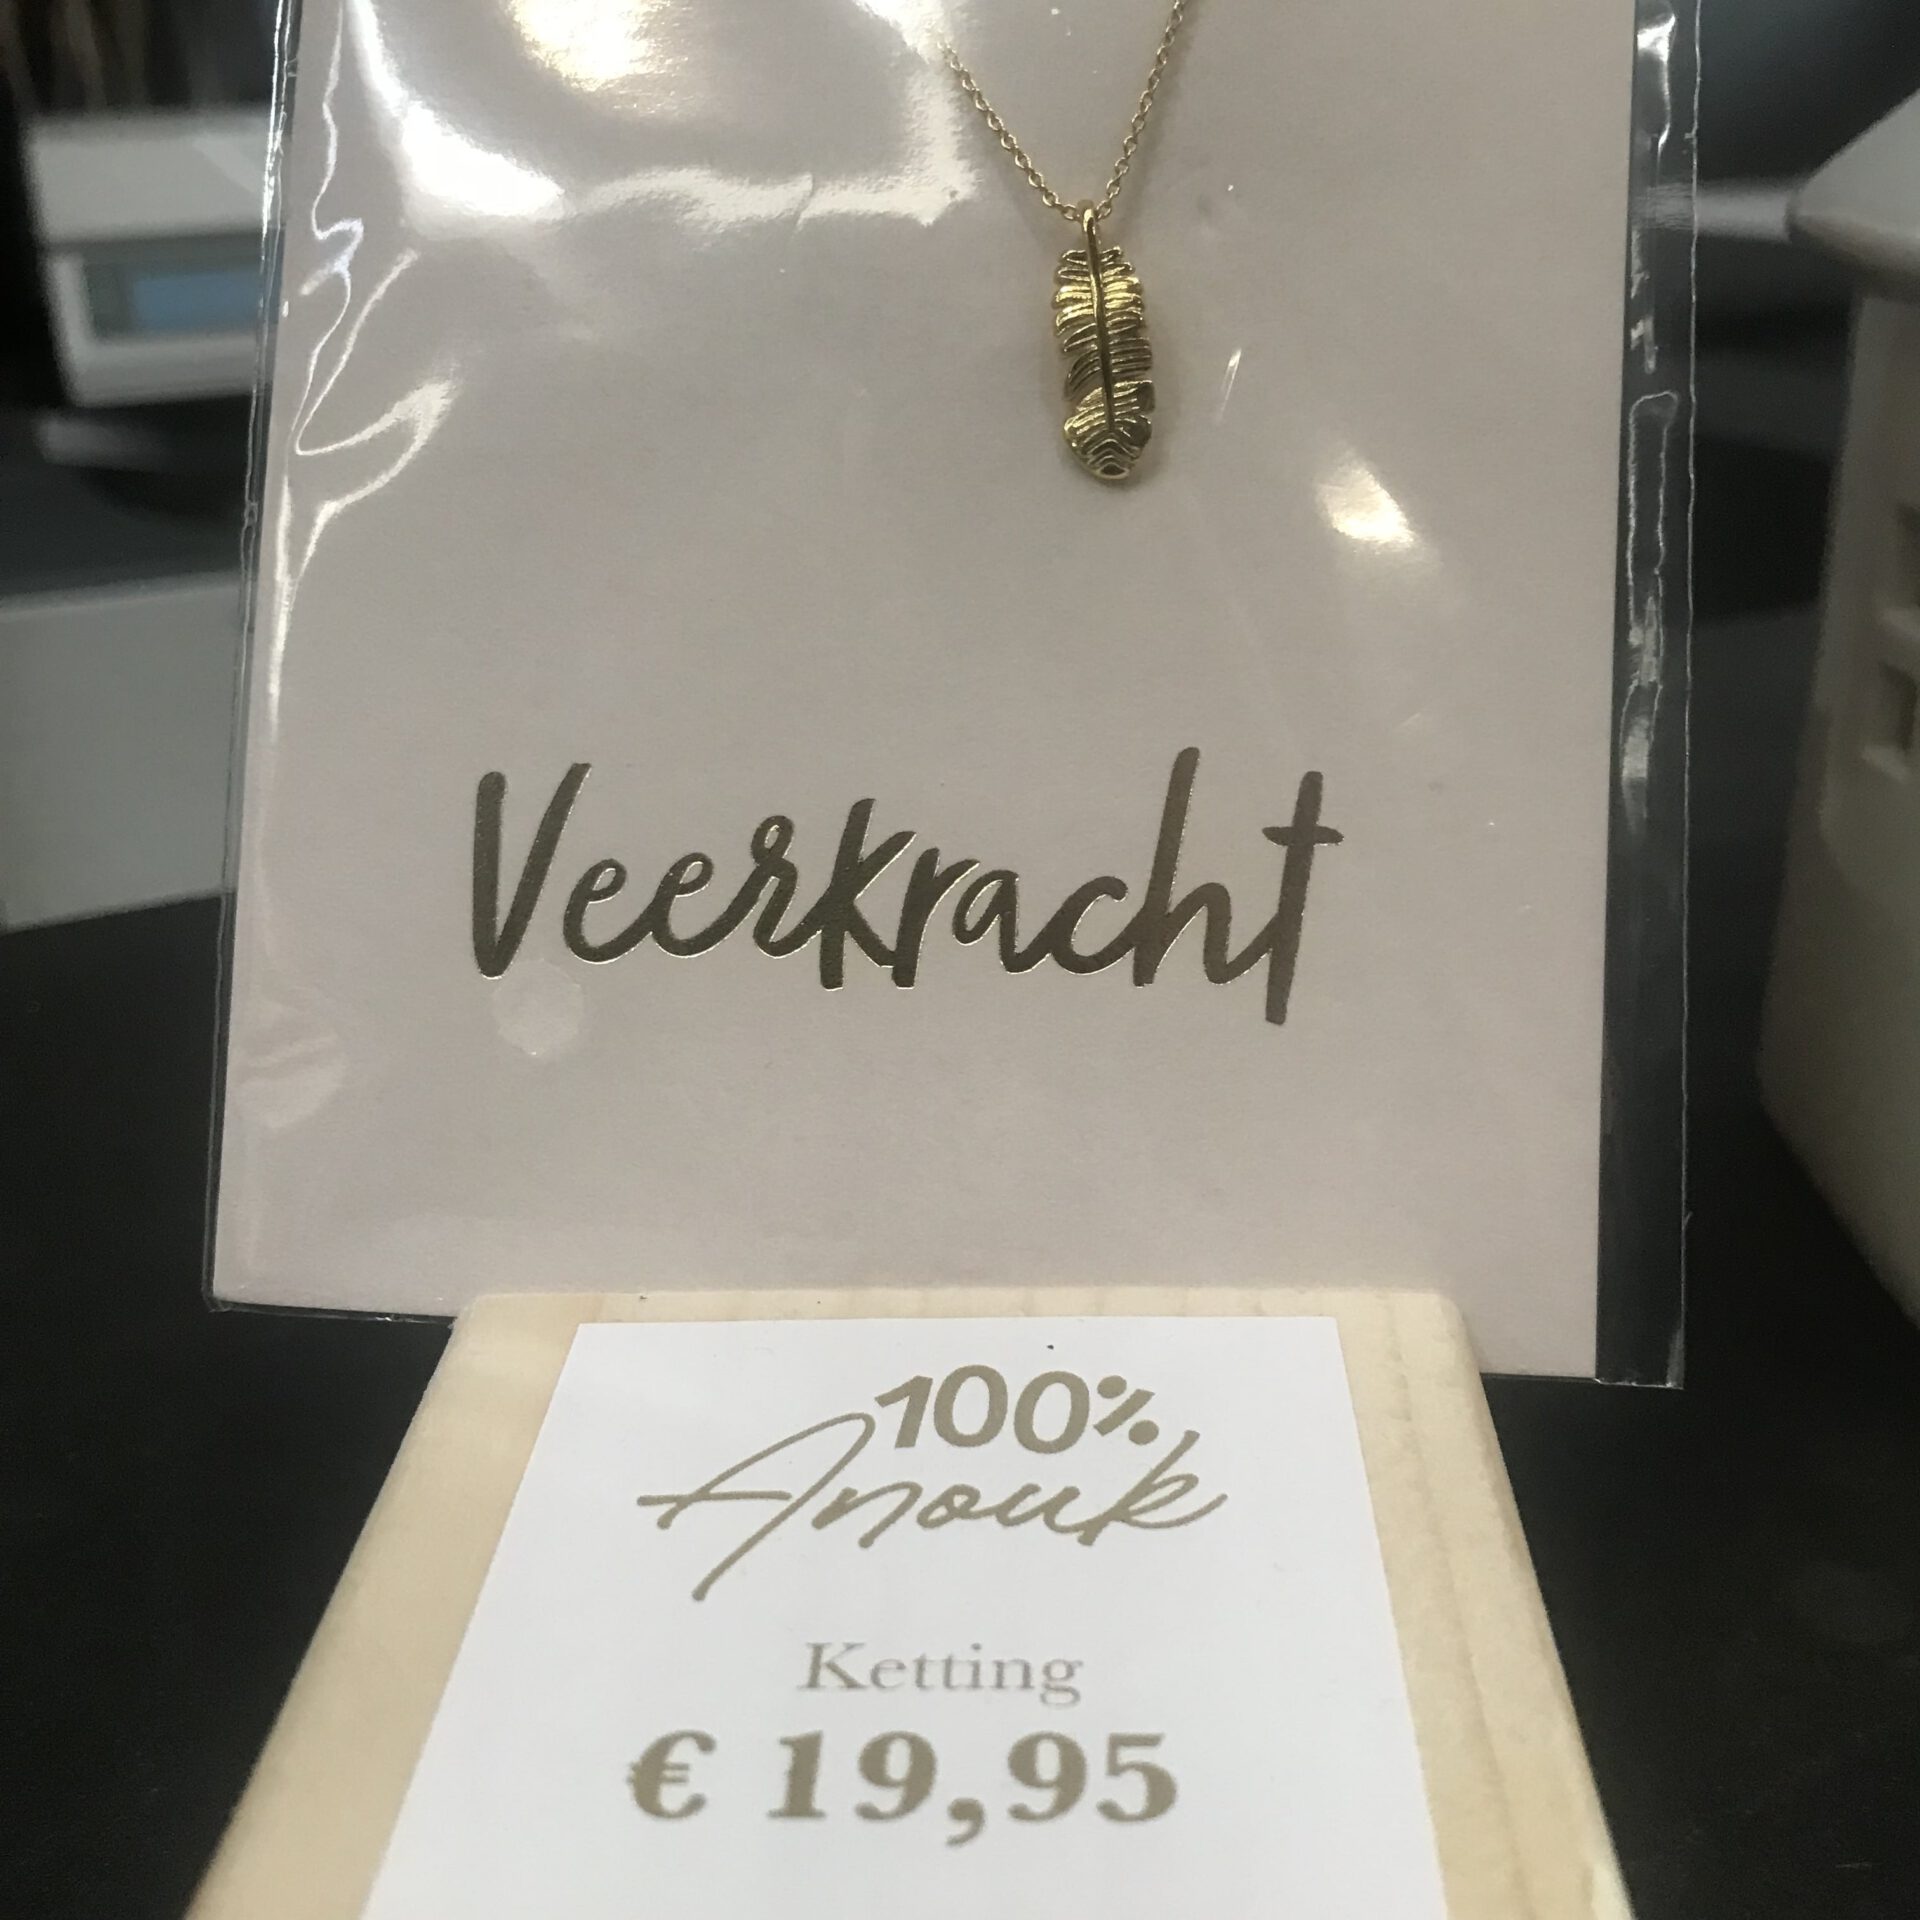 Veerkracht
100%
Anouk
Ketting
€ 19,95